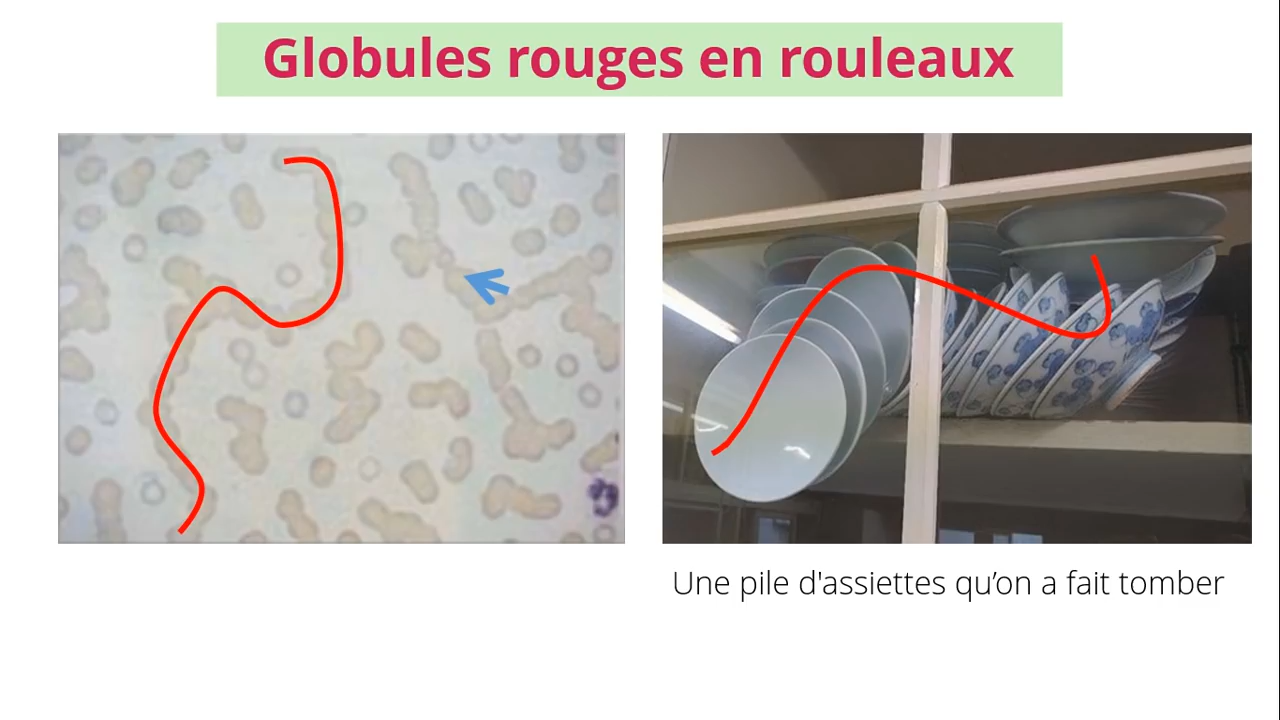 Globules rouges en rouleaux
Une pile d'assiettes qu’on a fait tomber